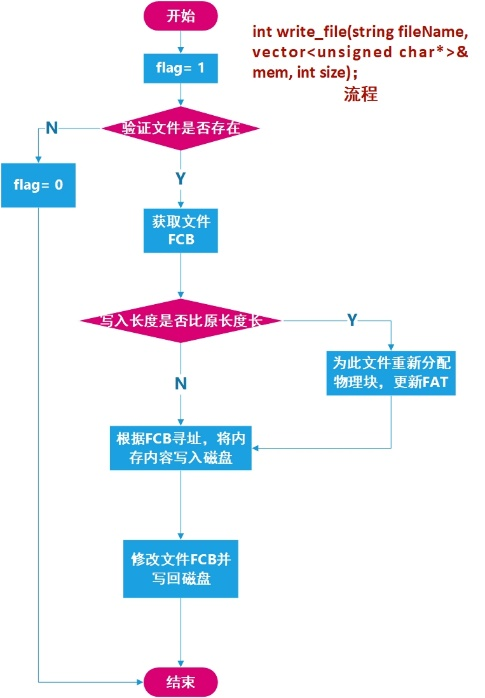 开始
int write_file(string fileName,
vector<unsigned char*>&
mem, int size);
流程
flag= 1
验证文件是否存在
N
Y
flag= 0
获取文件
FCB
写入长度是否比原长度长
Y
N
为此文件重新分配
物理块，更新FAT
根据FCB寻址，将内
存内容写入磁盘
修改文件FCB并
写回磁盘
结束